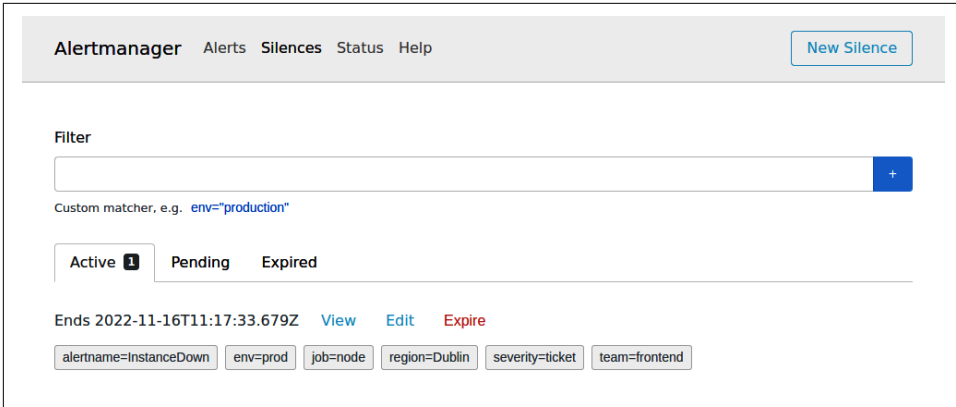 Alertmanager Alerts Silences Status Help New Silence
Filter
+
Custom matcher, e.g. env="production"
Active 1 Pending Expired
Ends 2022-11-16T11:17:33.679Z View Edit Expire
alertname=InstanceDown env=prod job=node region=Dublin severity=ticket team=frontend